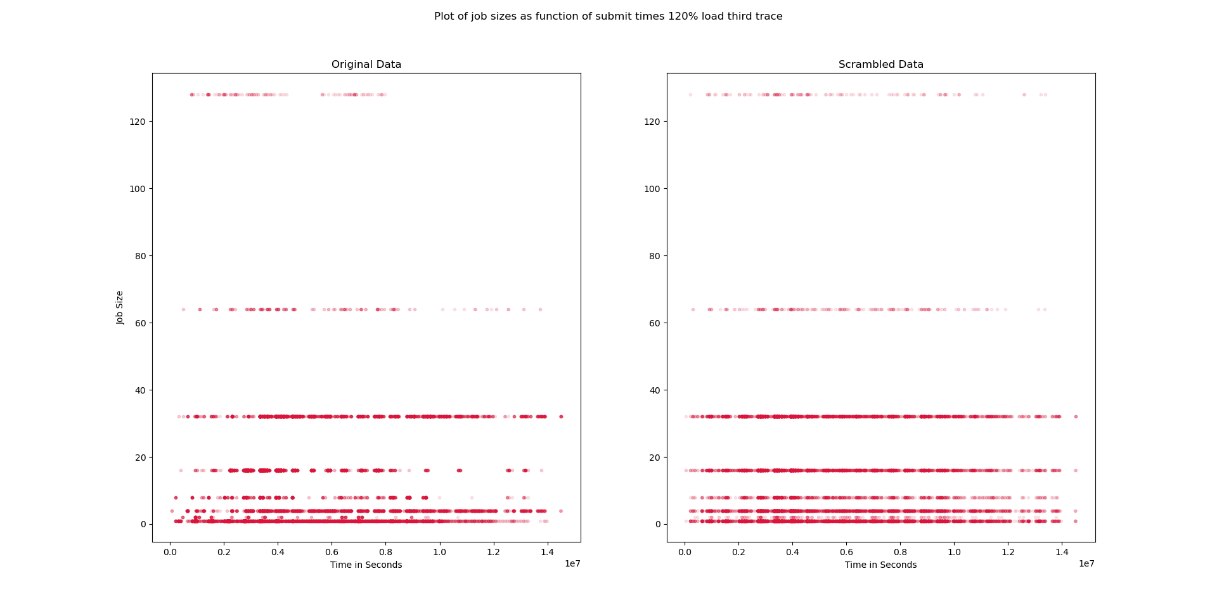 Plot of job sizes as function of submit times 120% load third trace
Original Data
Job Size
120
100
80
60
40
20
0
0.0 0.2 0.4 0.6 0.8 1.0 1.2 1.4
1e7
Time in Seconds
Scrambled Data
120
100
80
60
40
20
0
0.0 0.2 0.4 0.6 0.8 1.0 1.2 1.4
1e7
Time in Seconds